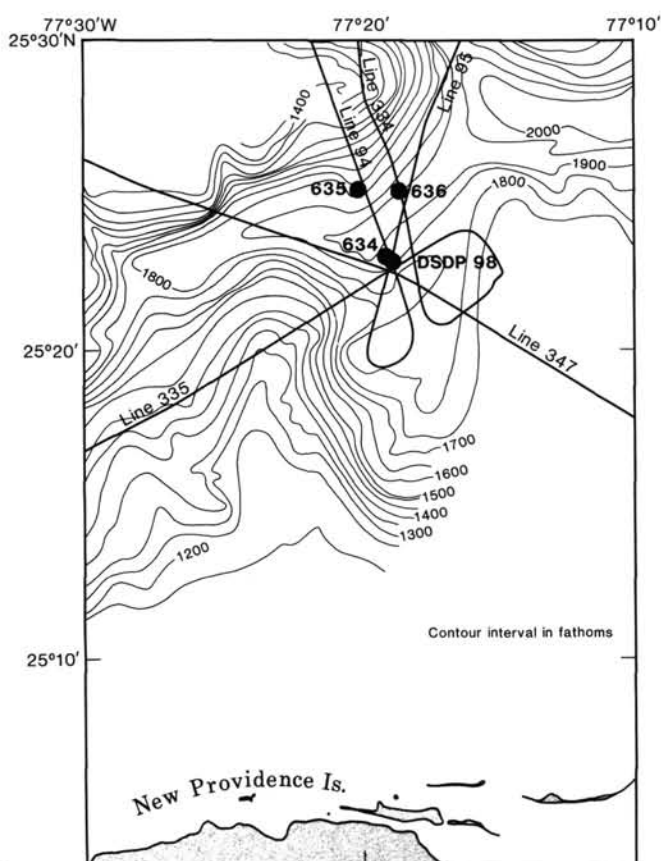 77°30′W
77°20′
77°10′
25°30′N
1400
Line 94
Line 334
Line 95
2000
1900
1800
635
636
634
DSDP 98
1800
25°20′
Line 335
Line 347
1700
1600
1500
1400
1300
1200
Contour interval in fathoms
25°10′
New Providence Is.